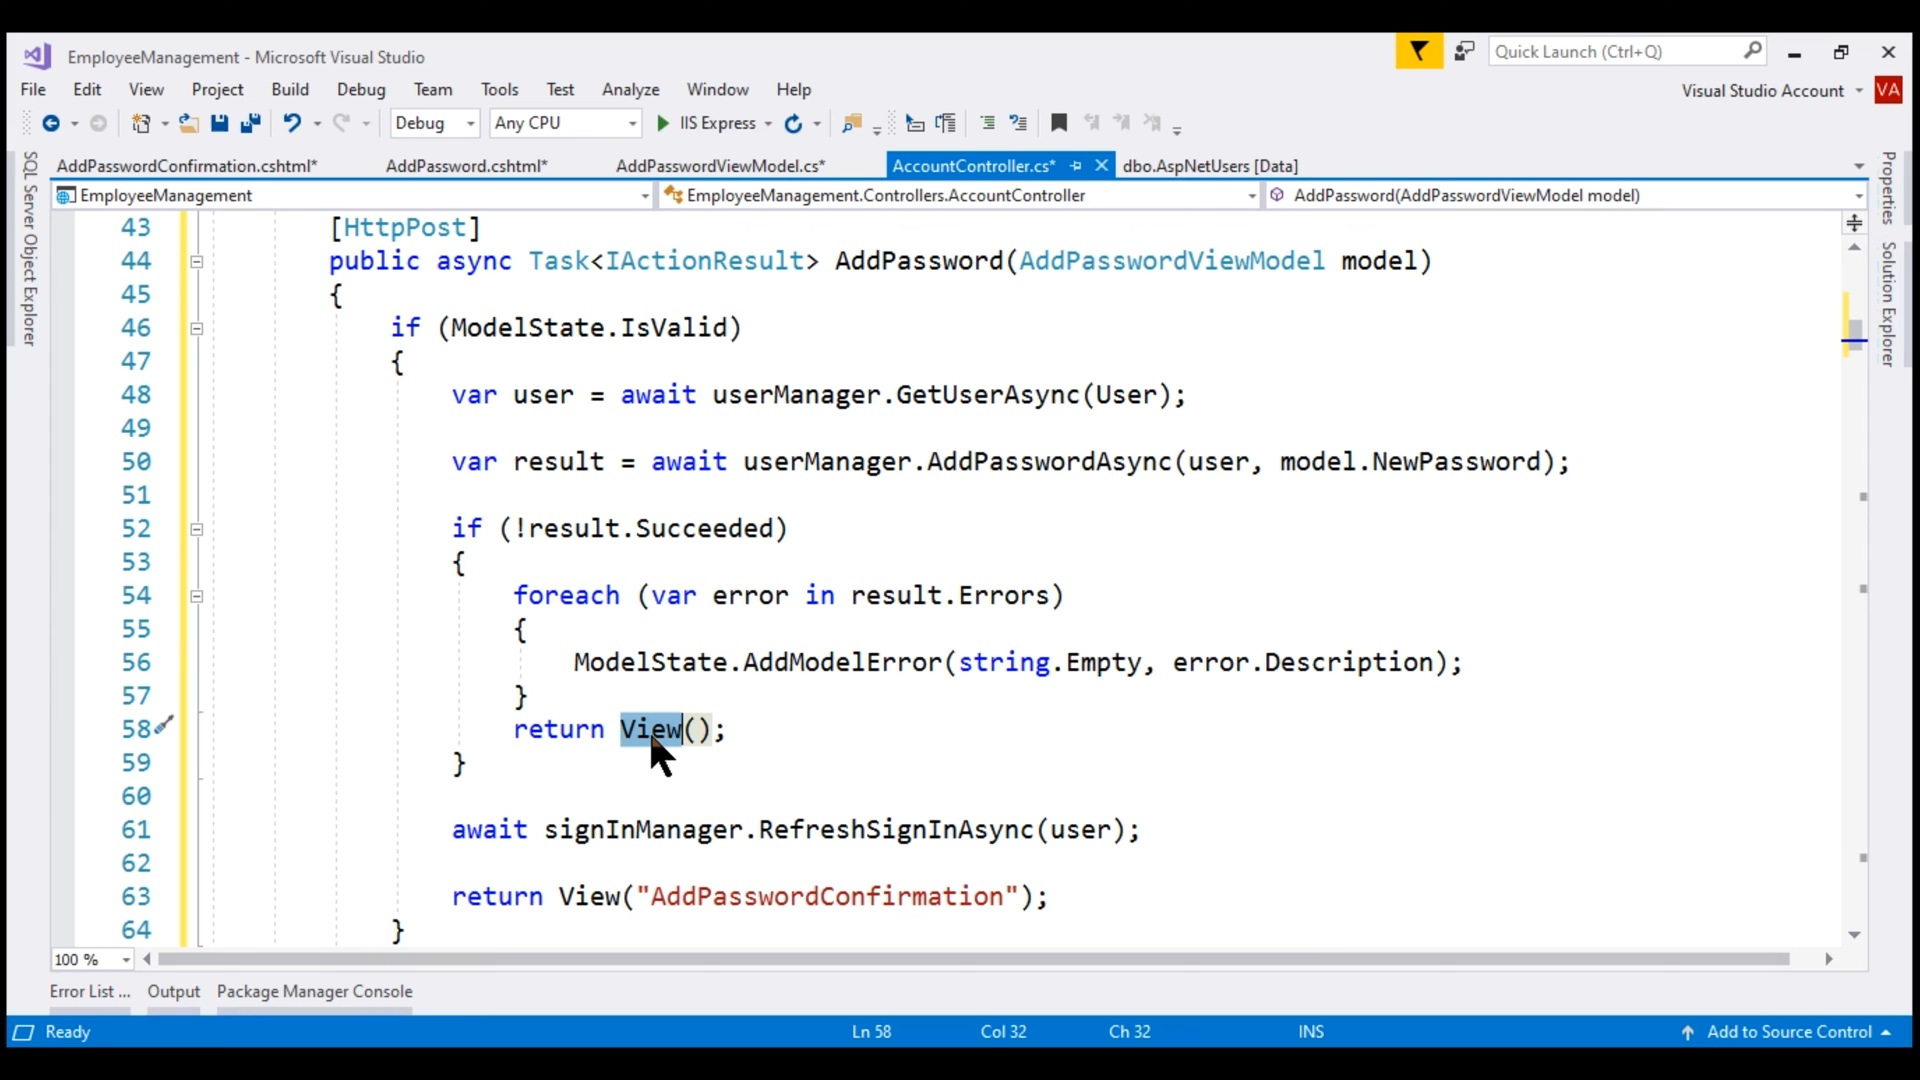 EmployeeManagement - Microsoft Visual Studio
Quick Launch (Ctrl+Q)
File Edit View Project Build Debug Team Tools Test Analyze Window Help
Visual Studio Account VA
Debug Any CPU IIS Express
AddPasswordConfirmation.cshtml* AddPassword.cshtml* AddPasswordViewModel.cs* AccountController.cs* dbo.AspNetUsers [Data]
EmployeeManagement EmployeeManagement.Controllers.AccountController AddPassword(AddPasswordViewModel model)
SQL Server Object Explorer
Properties
Solution Explorer
43 [HttpPost]
44 public async Task<IActionResult> AddPassword(AddPasswordViewModel model)
45 {
46 if (ModelState.IsValid)
47 {
48 var user = await userManager.GetUserAsync(User);
49
50 var result = await userManager.AddPasswordAsync(user, model.NewPassword);
51
52 if (!result.Succeeded)
53 {
54 foreach (var error in result.Errors)
55 {
56 ModelState.AddModelError(string.Empty, error.Description);
57 }
58 return View();
59 }
60
61 await signInManager.RefreshSignInAsync(user);
62
63 return View("AddPasswordConfirmation");
64 }
100 %
Error List ... Output Package Manager Console
Ready Ln 58 Col 32 Ch 32 INS Add to Source Control